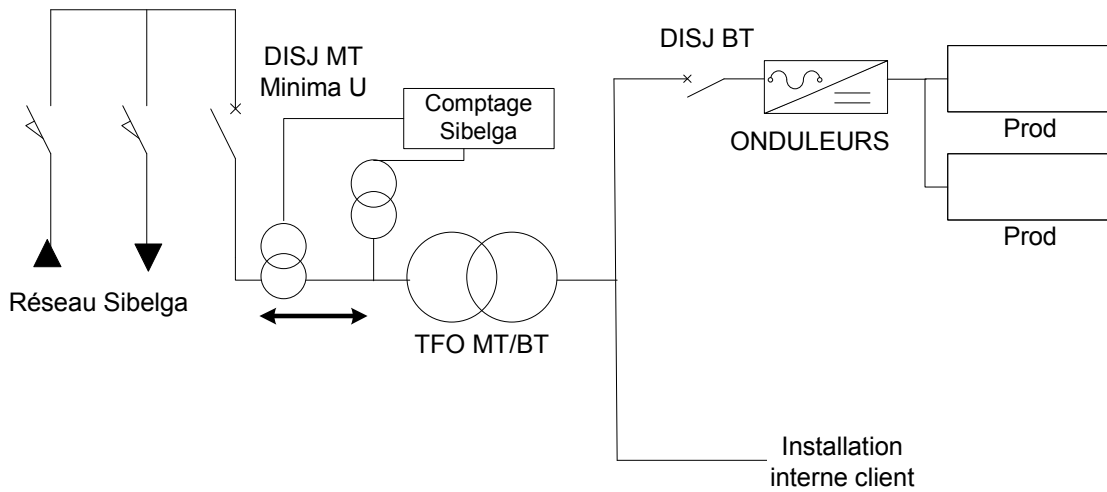 DISJ MT
Minima U
Comptage
Sibelga
DISJ BT
ONDULEURS
Prod
Prod
Réseau Sibelga
TFO MT/BT
Installation
interne client